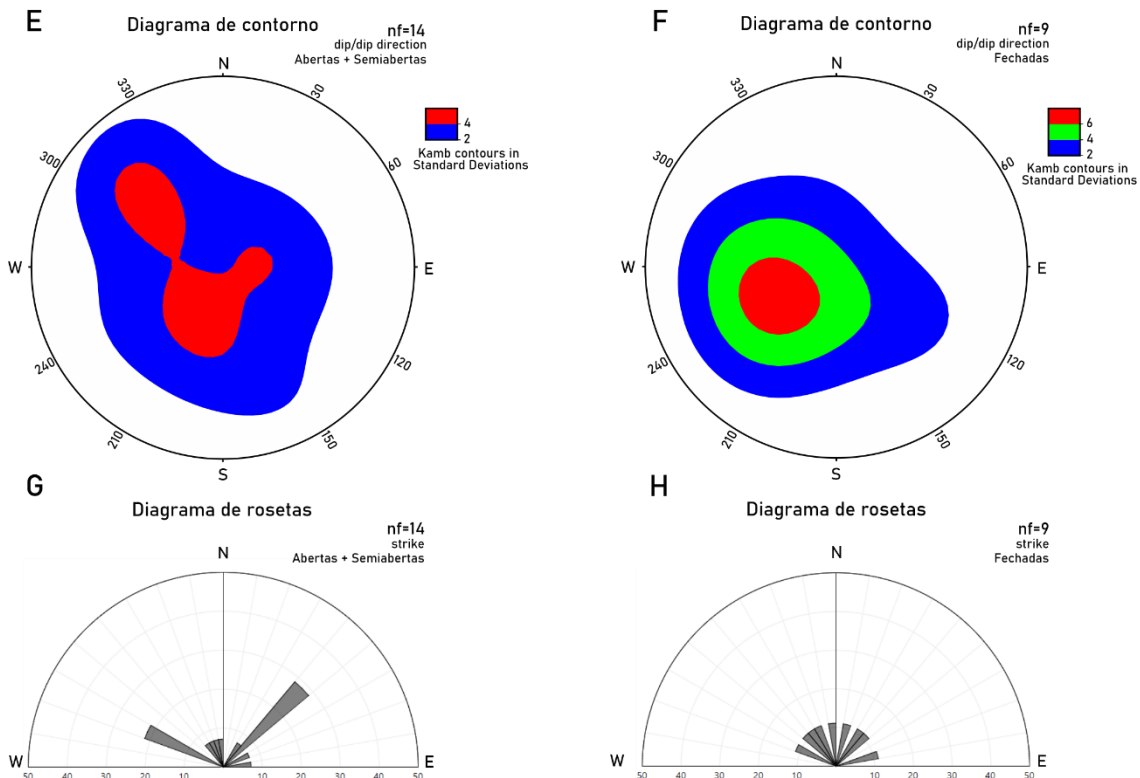 E
Diagrama de contorno
nf=14
dip/dip direction
Abertas + Semiabertas
N
330
30
4
2
Kamb contours in
Standard Deviations
300
60
W
E
240
120
210
150
S
F
Diagrama de contorno
nf=9
dip/dip direction
Fechadas
N
330
30
6
4
2
Kamb contours in
Standard Deviations
300
60
W
E
240
120
210
150
S
G
Diagrama de rosetas
nf=14
strike
Abertas + Semiabertas
N
W
E
50 40 30 20 10 10 20 30 40 50
H
Diagrama de rosetas
nf=9
strike
Fechadas
N
W
E
50 40 30 20 10 10 20 30 40 50